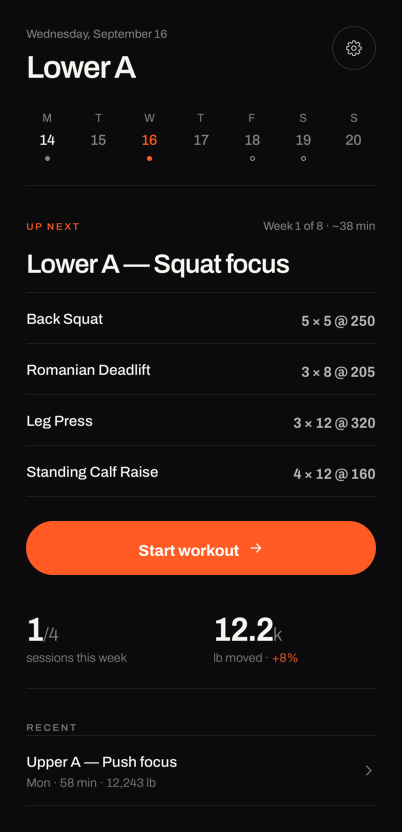 Wednesday, September 16
Lower A
M T W T F S S
14 15 16 17 18 19 20
UP NEXT Week 1 of 8 · ~38 min
Lower A — Squat focus
Back Squat 5 × 5 @ 250
Romanian Deadlift 3 × 8 @ 205
Leg Press 3 × 12 @ 320
Standing Calf Raise 4 × 12 @ 160
Start workout →
1/4 12.2k
sessions this week lb moved · +8%
RECENT
Upper A — Push focus
Mon · 58 min · 12,243 lb